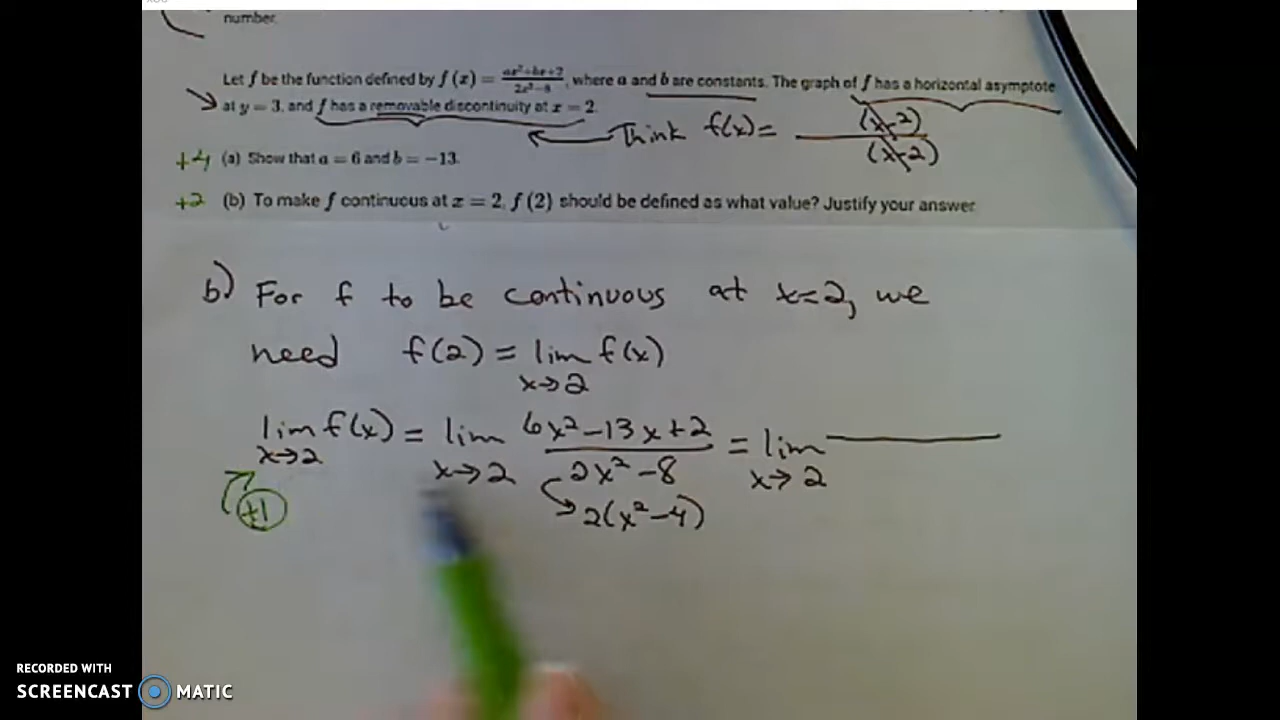 number.
Let f be the function defined by f(x) = \frac{ax²+bx+2}{2x²-8}, where a and b are constants. The graph of f has a horizontal asymptote
at y = 3, and f has a removable discontinuity at x = 2.
Think f(x) = \frac{(x-2)}{(x-2)}
+4 (a) Show that a = 6 and b = -13.
+2 (b) To make f continuous at x = 2, f(2) should be defined as what value? Justify your answer.
b) For f to be continuous at x=2, we
need f(2) = lim f(x)
x→2
lim f(x) = lim \frac{6x²-13x+2}{2x²-8} = lim
x→2 x→2 x→2
+1 2(x²-4)
RECORDED WITH
SCREENCAST MATIC